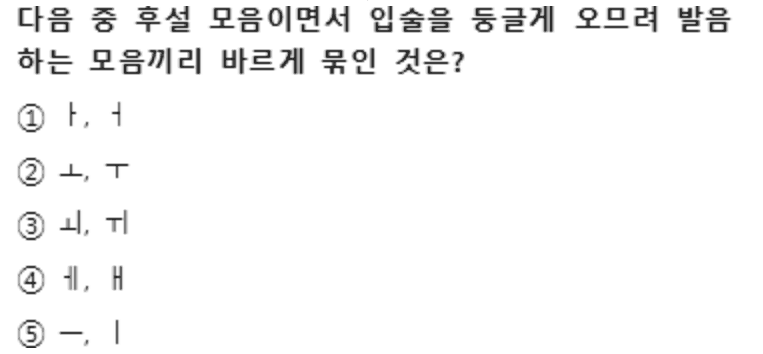 다음 중 후설 모음이면서 입술을 둥글게 오므려 발음
하는 모음끼리 바르게 묶인 것은?
① ㅏ, ㅓ
② ㅗ, ㅜ
③ ㅚ, ㅟ
④ ㅔ, ㅐ
⑤ ㅡ, ㅣ